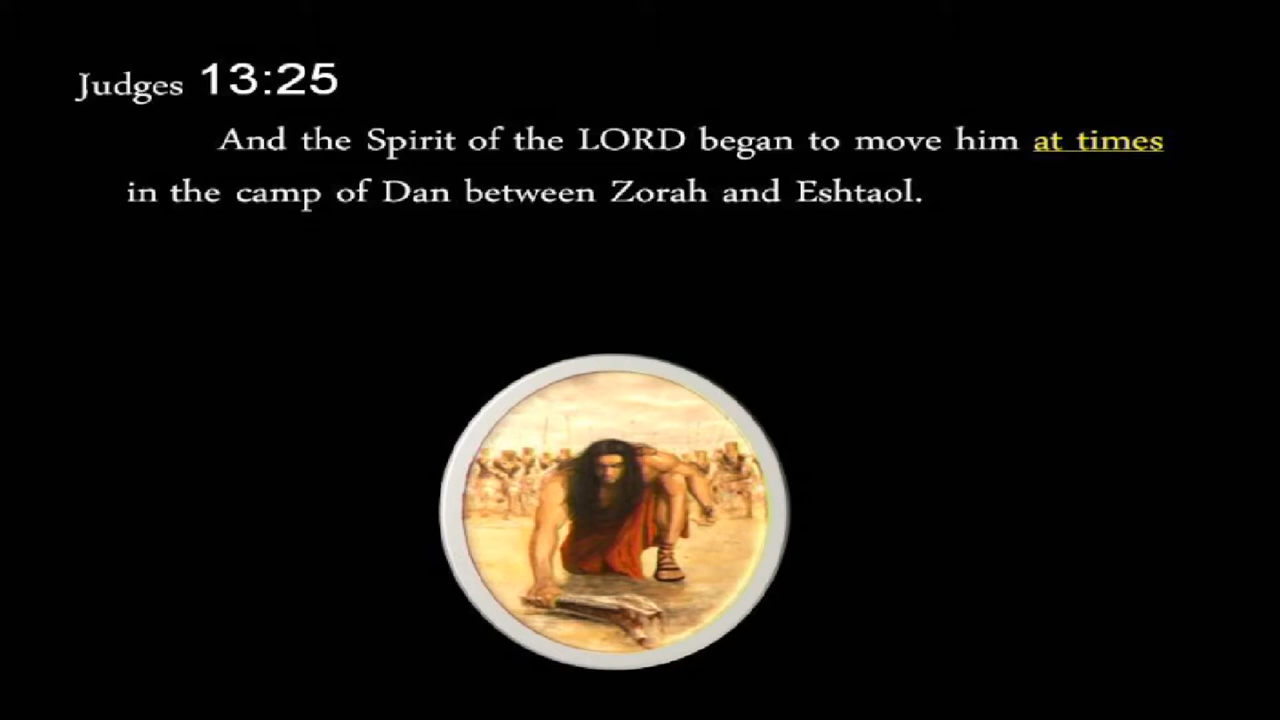 Judges 13:25
And the Spirit of the LORD began to move him at times
in the camp of Dan between Zorah and Eshtaol.